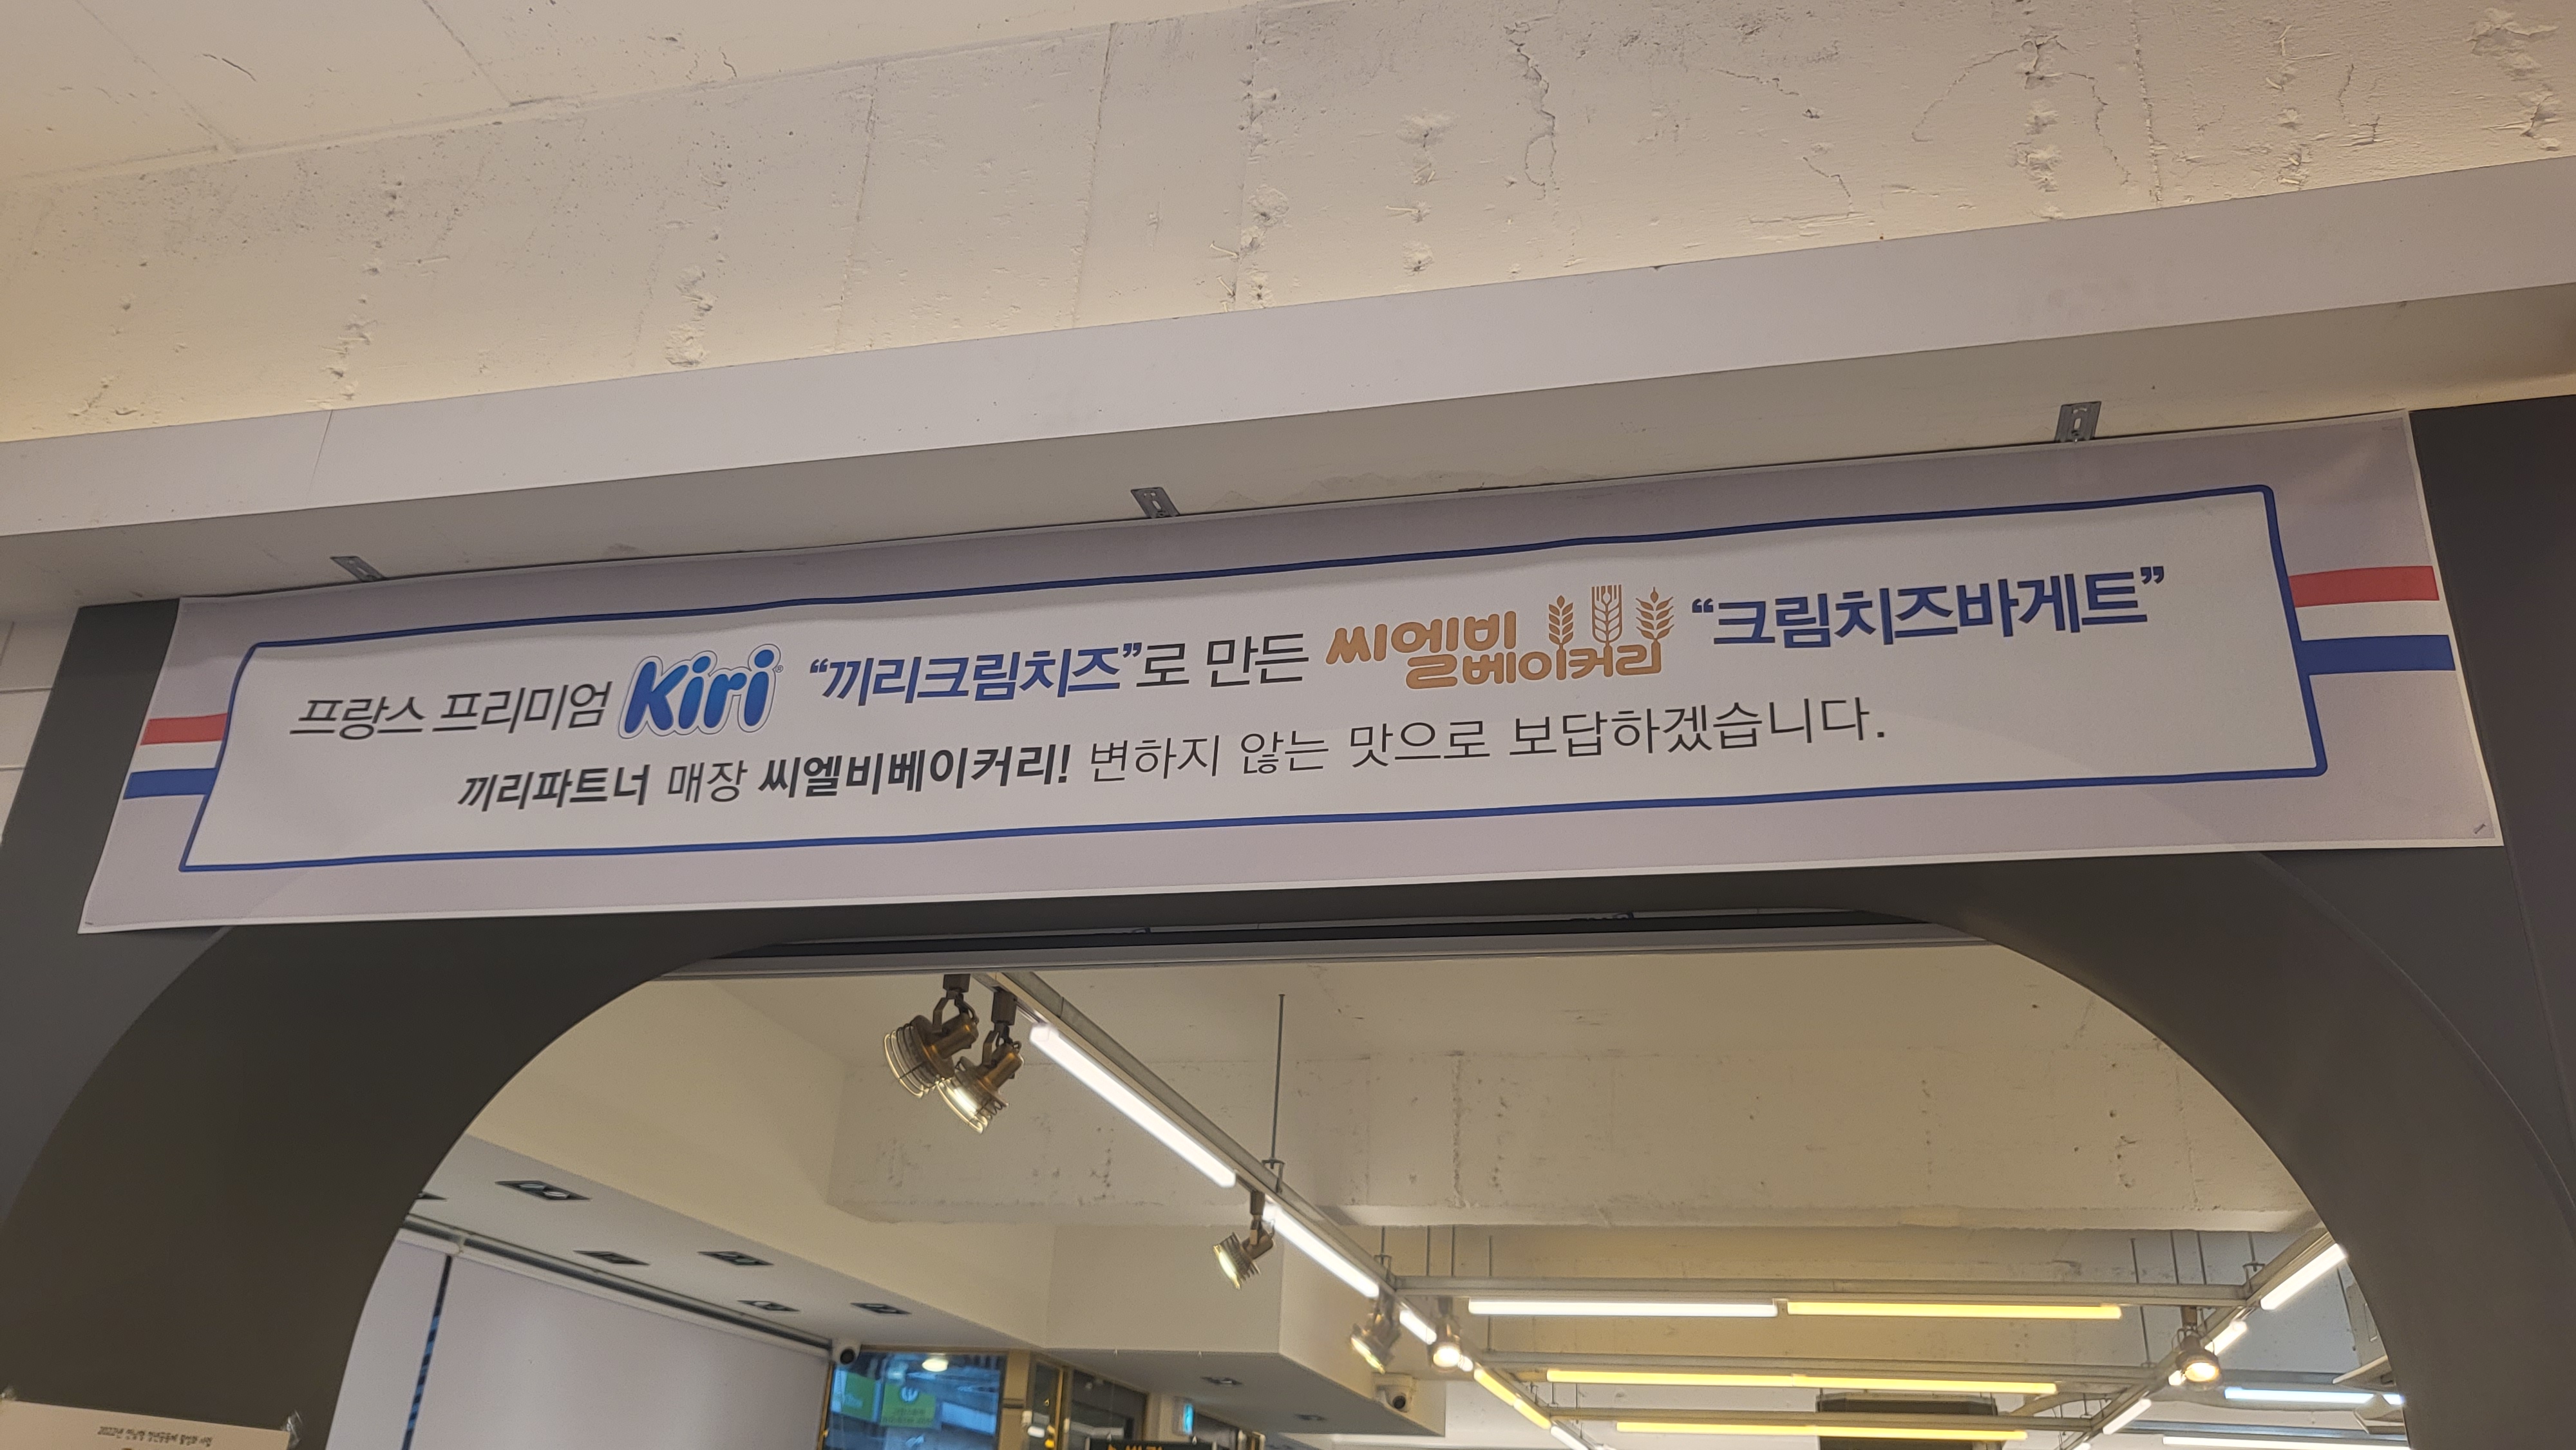 프랑스 프리미엄 Kiri® “끼리크림치즈”로 만든 씨엘비 베이커리 “크림치즈바게트”
끼리파트너 매장 씨엘비베이커리! 변하지 않는 맛으로 보답하겠습니다.